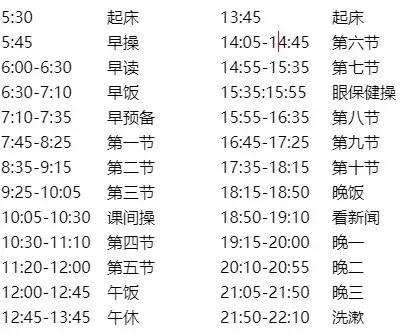 5:30 起床
5:45 早操
6:00-6:30 早读
6:30-7:10 早饭
7:10-7:35 早预备
7:45-8:25 第一节
8:35-9:15 第二节
9:25-10:05 第三节
10:05-10:30 课间操
10:30-11:10 第四节
11:20-12:00 第五节
12:00-12:45 午饭
12:45-13:45 午休
13:45 起床
14:05-14:45 第六节
14:55-15:35 第七节
15:35:15:55 眼保健操
15:55-16:35 第八节
16:45-17:25 第九节
17:35-18:15 第十节
18:15-18:50 晚饭
18:50-19:10 看新闻
19:15-20:00 晚一
20:10-20:55 晚二
21:05-21:50 晚三
21:50-22:10 洗漱